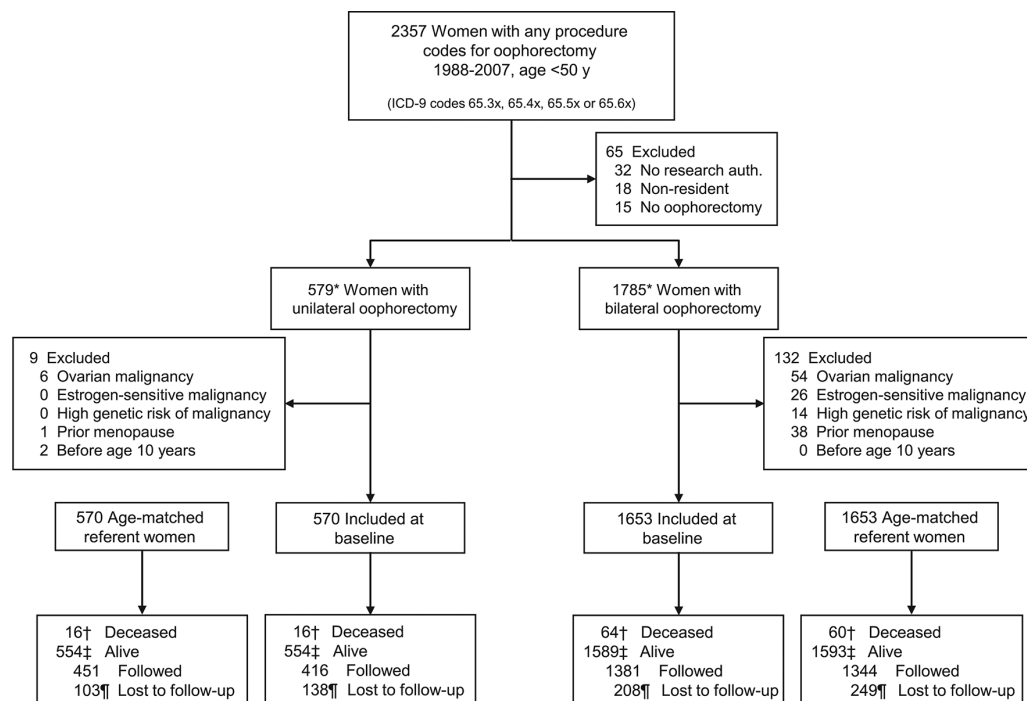 2357 Women with any procedure
codes for oophorectomy
1988-2007, age <50 y
(ICD-9 codes 65.3x, 65.4x, 65.5x or 65.6x)
65 Excluded
32 No research auth.
18 Non-resident
15 No oophorectomy
579* Women with
unilateral oophorectomy
1785* Women with
bilateral oophorectomy
9 Excluded
6 Ovarian malignancy
0 Estrogen-sensitive malignancy
0 High genetic risk of malignancy
1 Prior menopause
2 Before age 10 years
132 Excluded
54 Ovarian malignancy
26 Estrogen-sensitive malignancy
14 High genetic risk of malignancy
38 Prior menopause
0 Before age 10 years
570 Age-matched
referent women
570 Included at
baseline
1653 Included at
baseline
1653 Age-matched
referent women
16† Deceased
554‡ Alive
451 Followed
103¶ Lost to follow-up
16† Deceased
554‡ Alive
416 Followed
138¶ Lost to follow-up
64† Deceased
1589‡ Alive
1381 Followed
208¶ Lost to follow-up
60† Deceased
1593‡ Alive
1344 Followed
249¶ Lost to follow-up